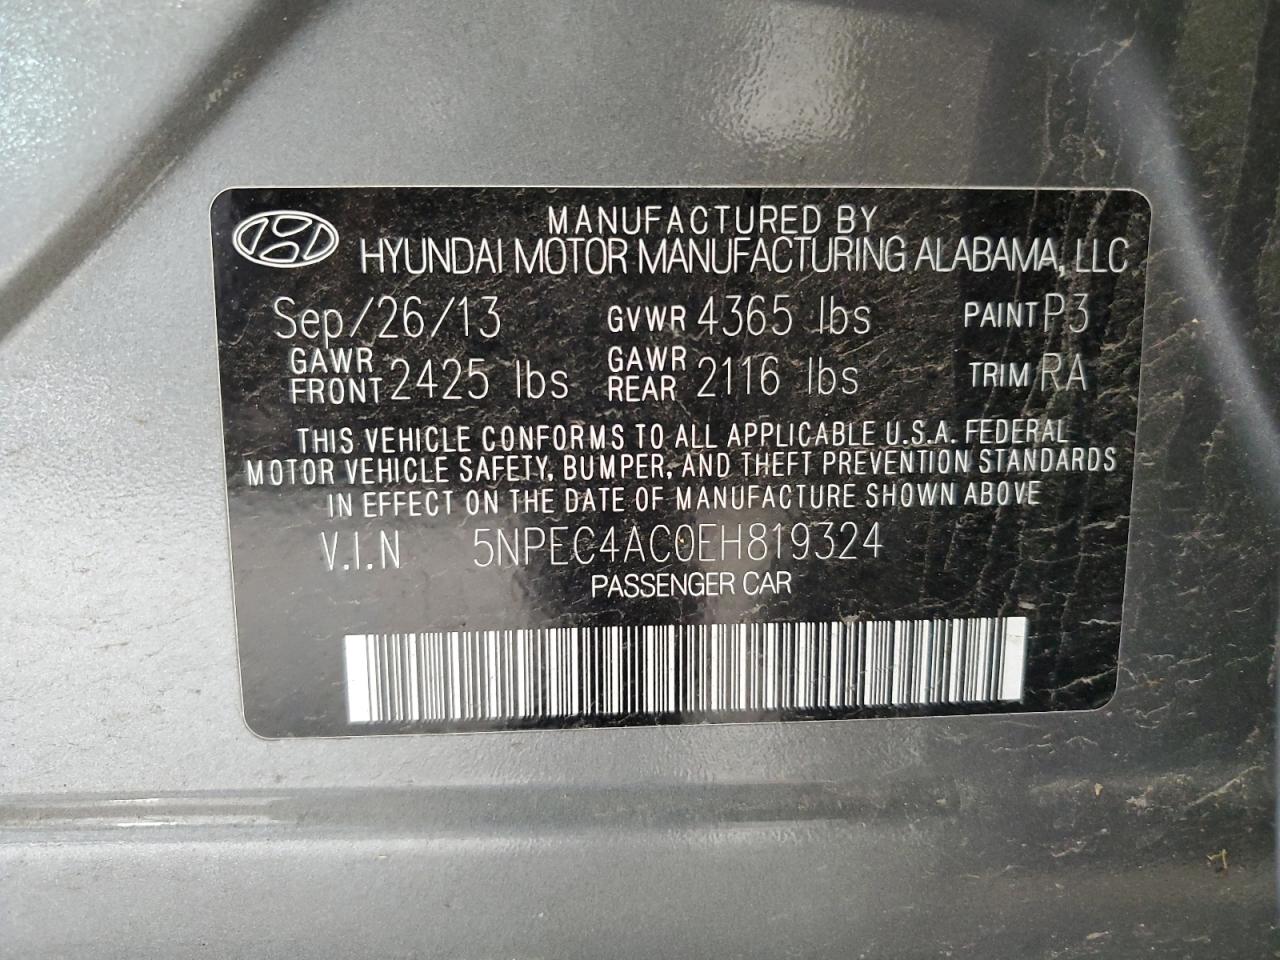 MANUFACTURED BY
HYUNDAI MOTOR MANUFACTURING ALABAMA, LLC
Sep/26/13 GVWR 4365 lbs PAINT P3
GAWR FRONT 2425 lbs GAWR REAR 2116 lbs TRIM RA
THIS VEHICLE CONFORMS TO ALL APPLICABLE U.S.A. FEDERAL
MOTOR VEHICLE SAFETY, BUMPER, AND THEFT PREVENTION STANDARDS
IN EFFECT ON THE DATE OF MANUFACTURE SHOWN ABOVE
V.I.N 5NPEC4AC0EH819324
PASSENGER CAR